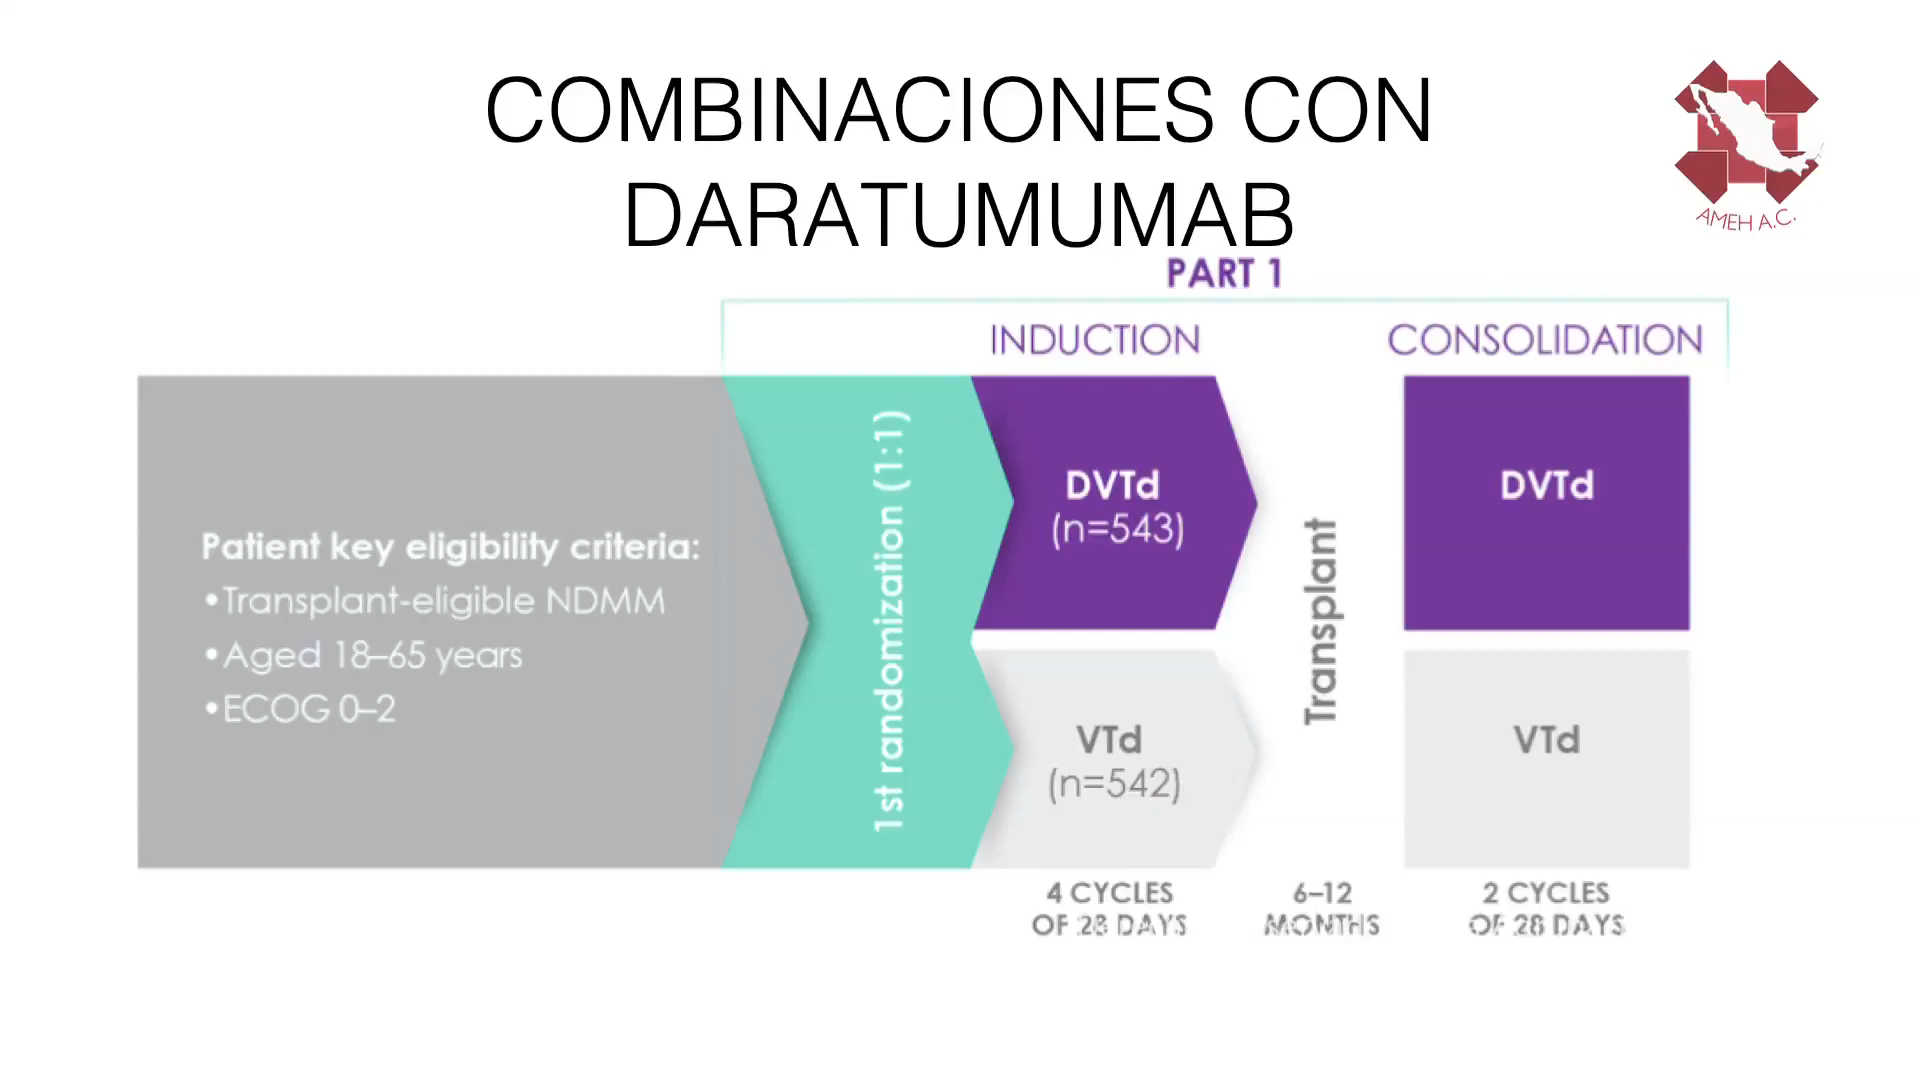 COMBINACIONES CON
DARATUMUMAB
AMEH A.C.
PART 1
INDUCTION
CONSOLIDATION
Patient key eligibility criteria:
•Transplant-eligible NDMM
•Aged 18–65 years
•ECOG 0–2
1st randomization (1:1)
DVTd
(n=543)
VTd
(n=542)
Transplant
DVTd
VTd
4 CYCLES
OF 28 DAYS
6–12
MONTHS
2 CYCLES
OF 28 DAYS